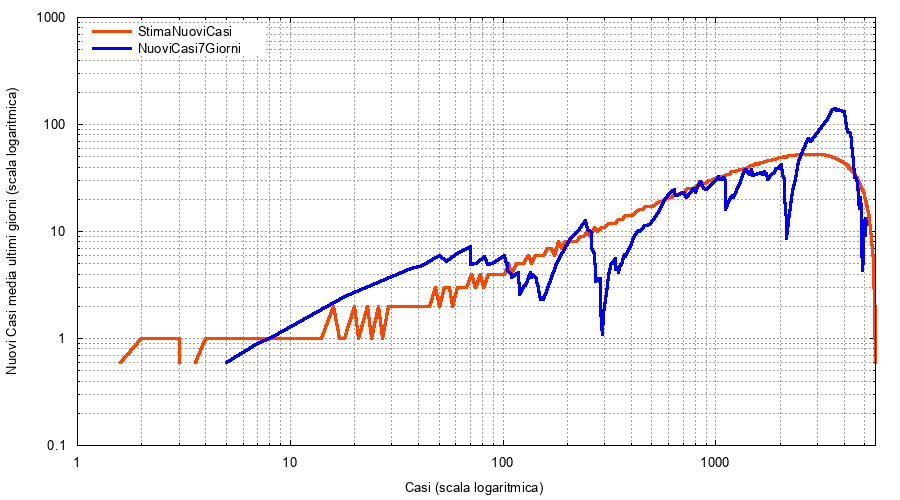 1000
100
10
1
0.1
Nuovi Casi media ultimi giorni (scala logaritmica)
StimaNuoviCasi
NuoviCasi7Giorni
1 10 100 1000
Casi (scala logaritmica)